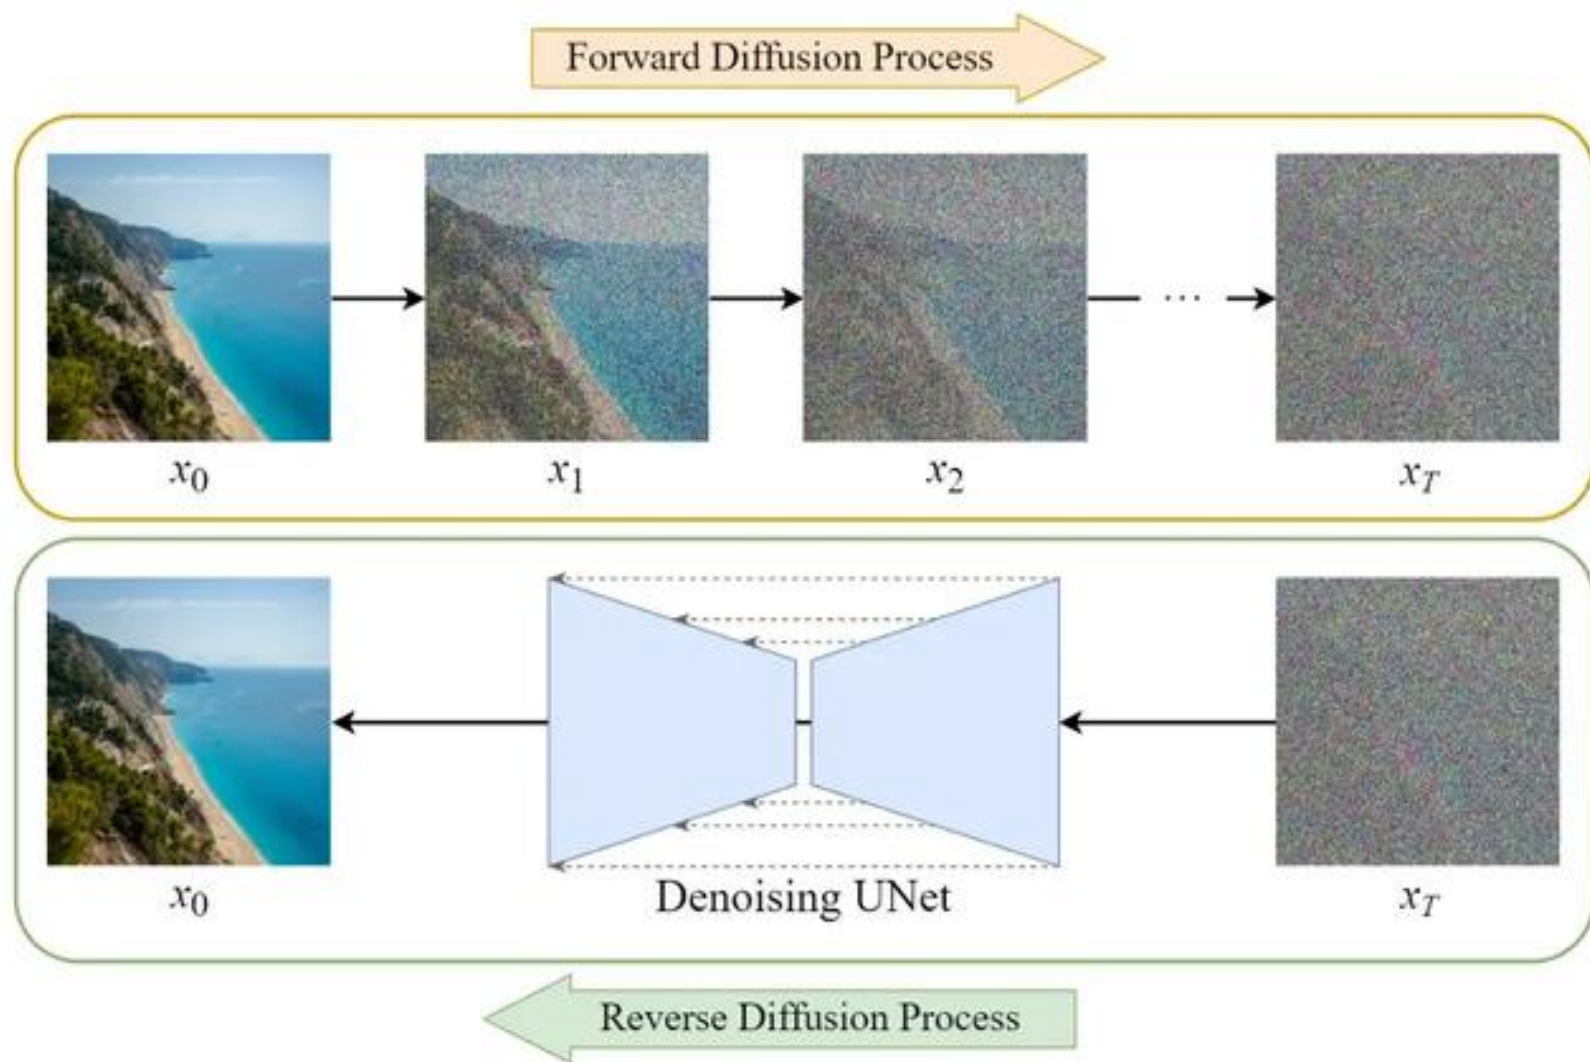 Forward Diffusion Process
...
x0
x1
x2
xT
x0
Denoising UNet
xT
Reverse Diffusion Process